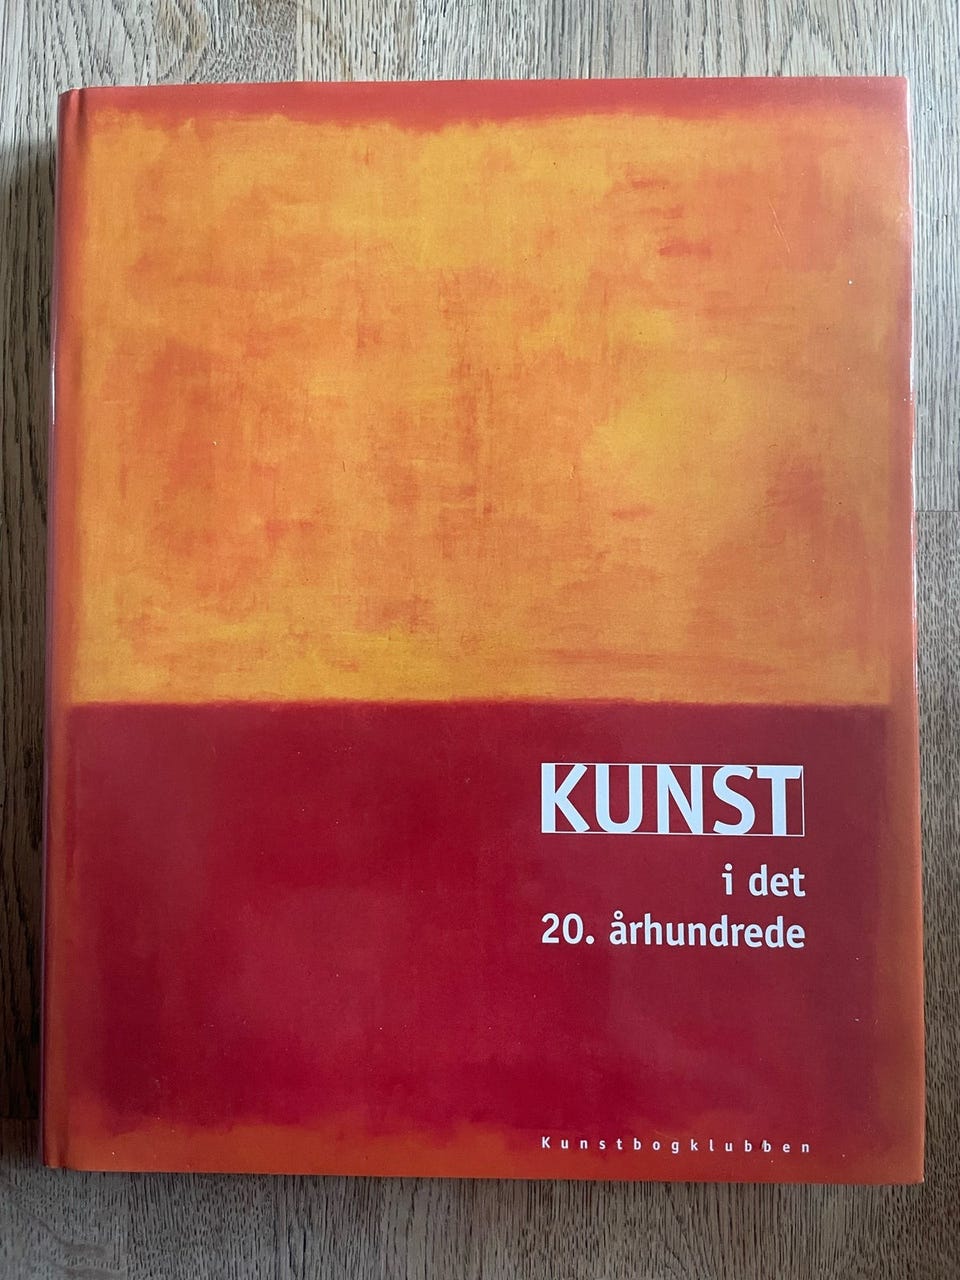 KUNST
i det
20. århundrede
Kunstbogklubben